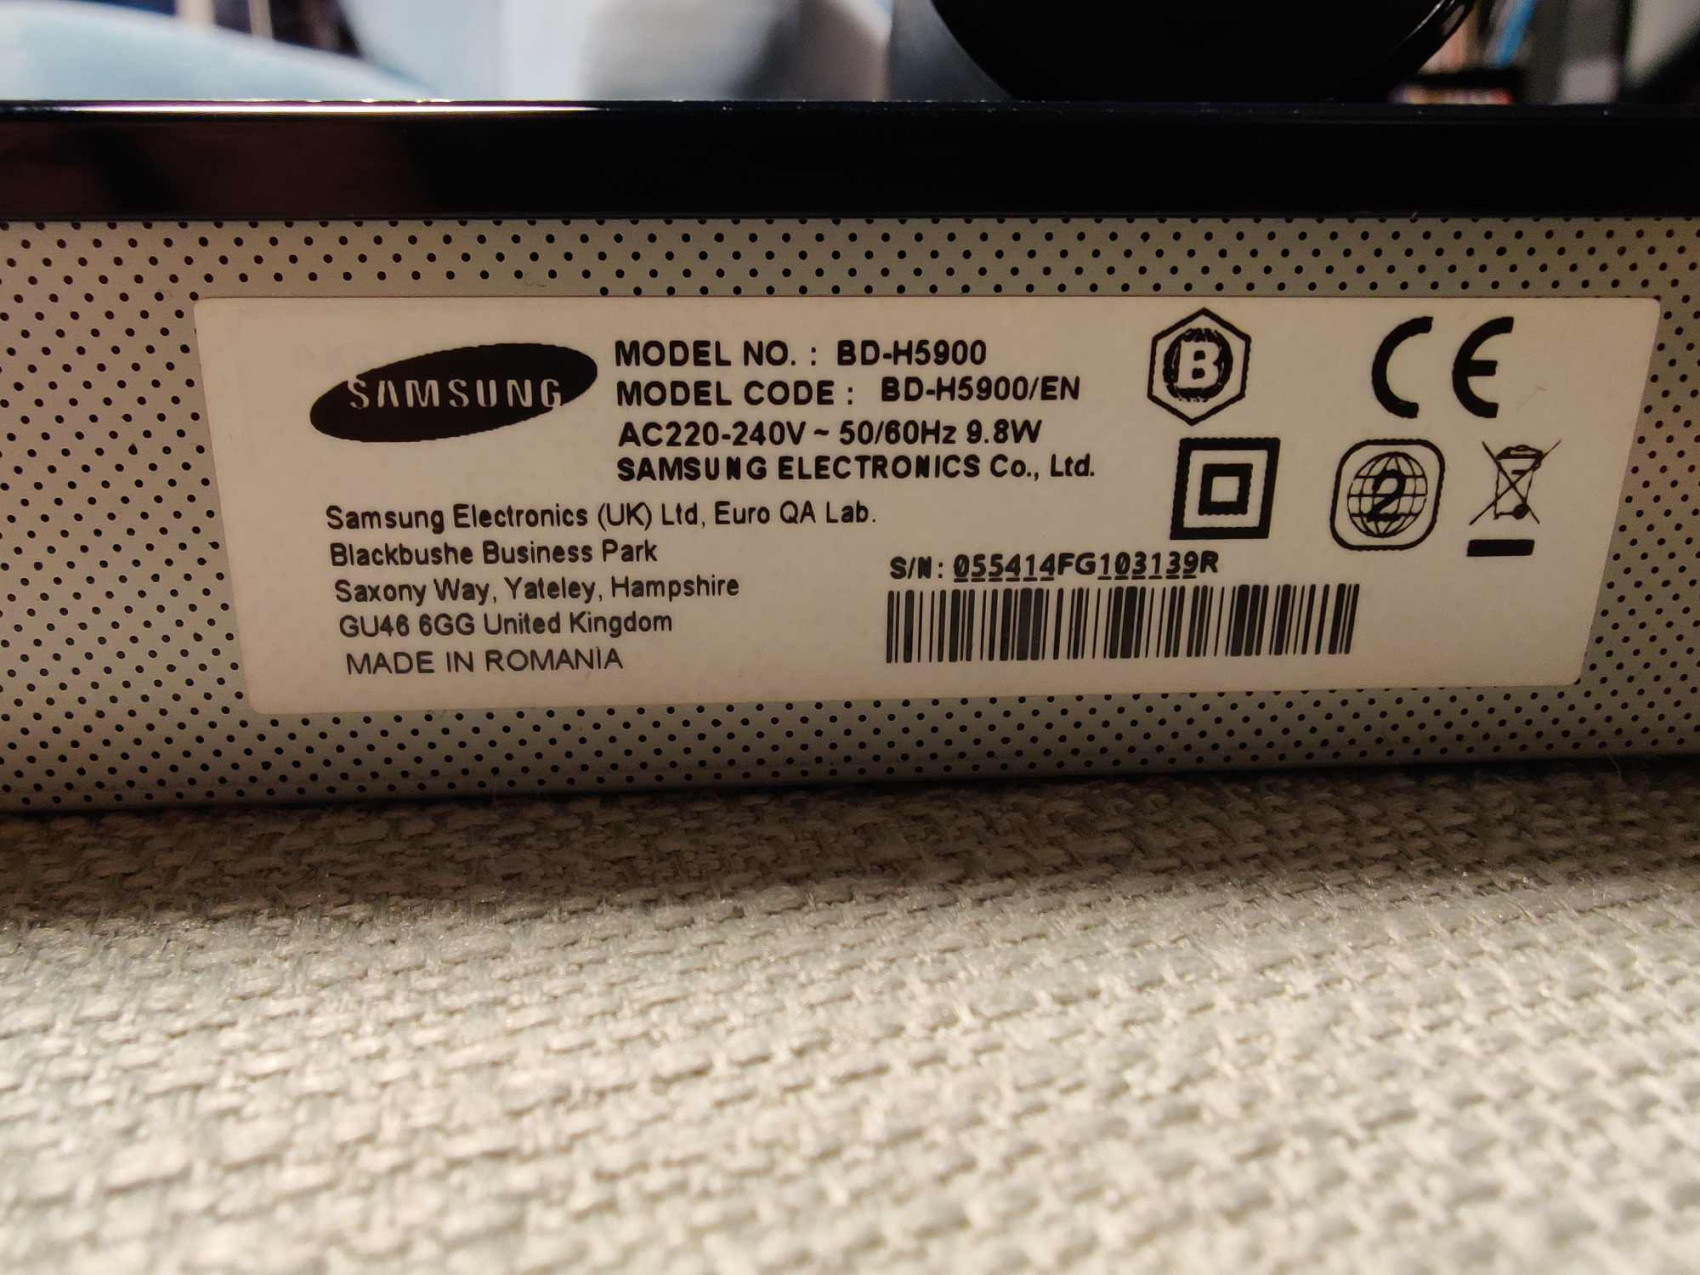 SAMSUNG
MODEL NO. : BD-H5900
MODEL CODE : BD-H5900/EN
AC220-240V ~ 50/60Hz 9.8W
SAMSUNG ELECTRONICS Co., Ltd.
Samsung Electronics (UK) Ltd, Euro QA Lab.
Blackbushe Business Park
Saxony Way, Yateley, Hampshire
GU46 6GG United Kingdom
MADE IN ROMANIA
B
CE
2
S/N: 055414FG103139R